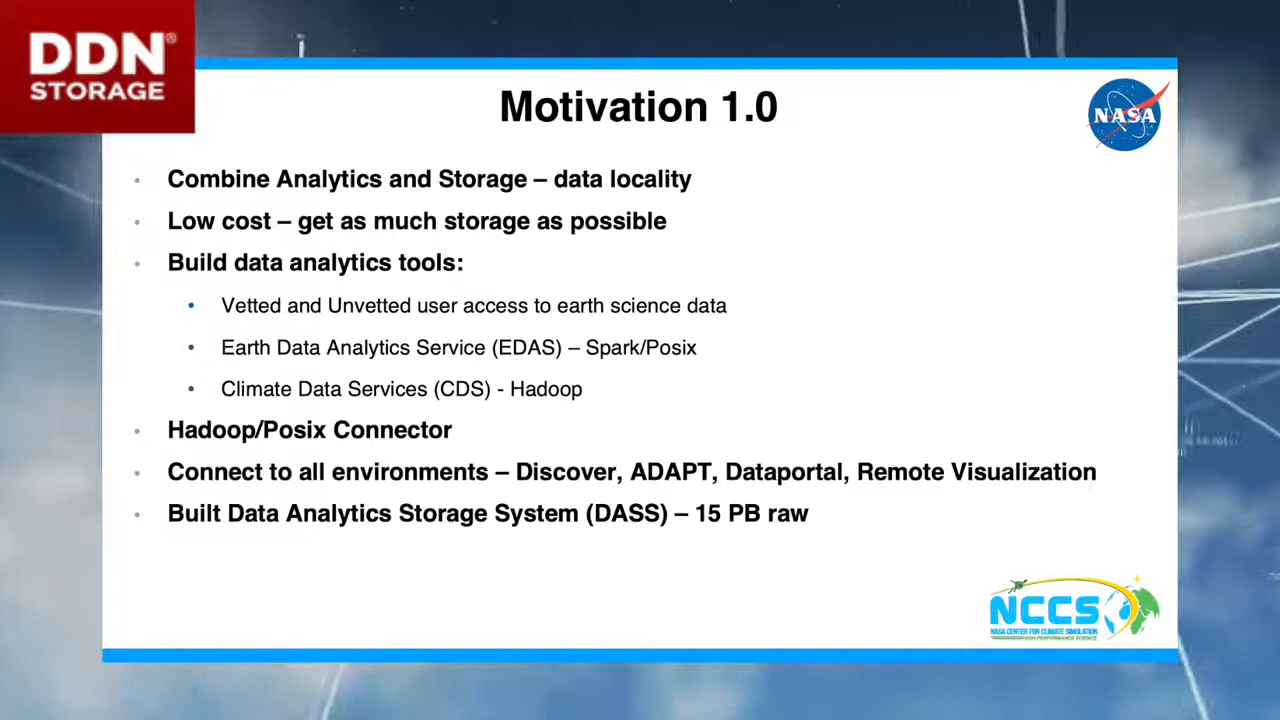 DDN®
STORAGE
Motivation 1.0
NASA
• Combine Analytics and Storage – data locality
• Low cost – get as much storage as possible
• Build data analytics tools:
• Vetted and Unvetted user access to earth science data
• Earth Data Analytics Service (EDAS) – Spark/Posix
• Climate Data Services (CDS) - Hadoop
• Hadoop/Posix Connector
• Connect to all environments – Discover, ADAPT, Dataportal, Remote Visualization
• Built Data Analytics Storage System (DASS) – 15 PB raw
NCCS
NASA CENTER FOR CLIMATE SIMULATION
HIGH-PERFORMANCE SCIENCE